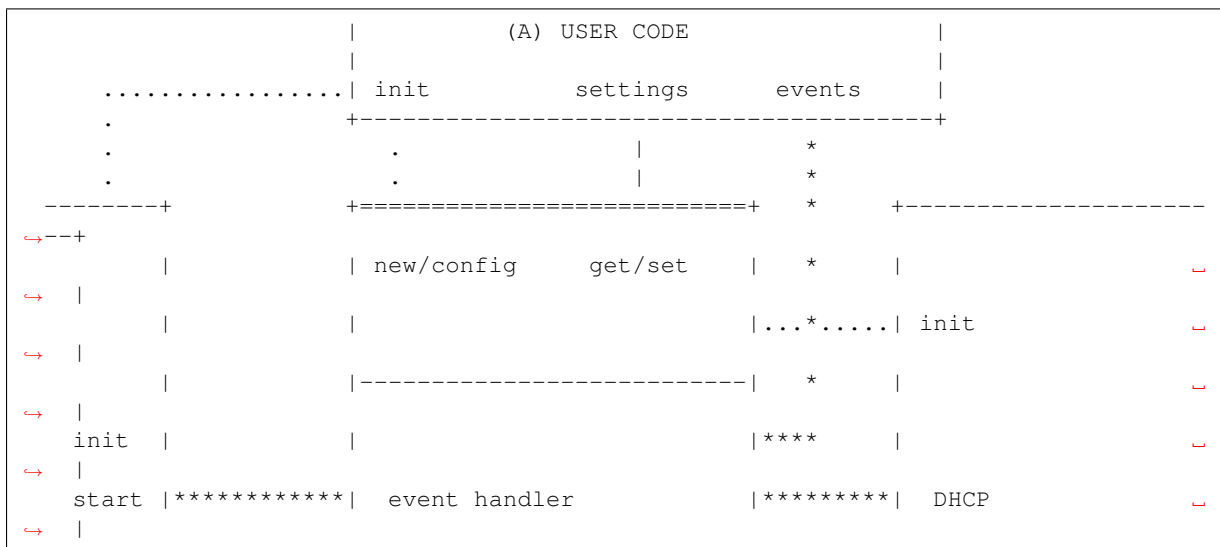 |          (A) USER CODE                 |
                       |                                        |
      .................| init          settings      events     |
      .                +----------------------------------------+
      .                   .                |           *
      .                   .                |           *
  --------+            +===========================+   *     +---------------------
↪--+
          |            | new/config     get/set    |   *     |                    ␣
↪  |
          |            |                           |...*.....| init               ␣
↪  |
          |            |---------------------------|   *     |                    ␣
↪  |
    init  |            |                           |****     |                    ␣
↪  |
    start |************|  event handler            |*********|  DHCP              ␣
↪  |